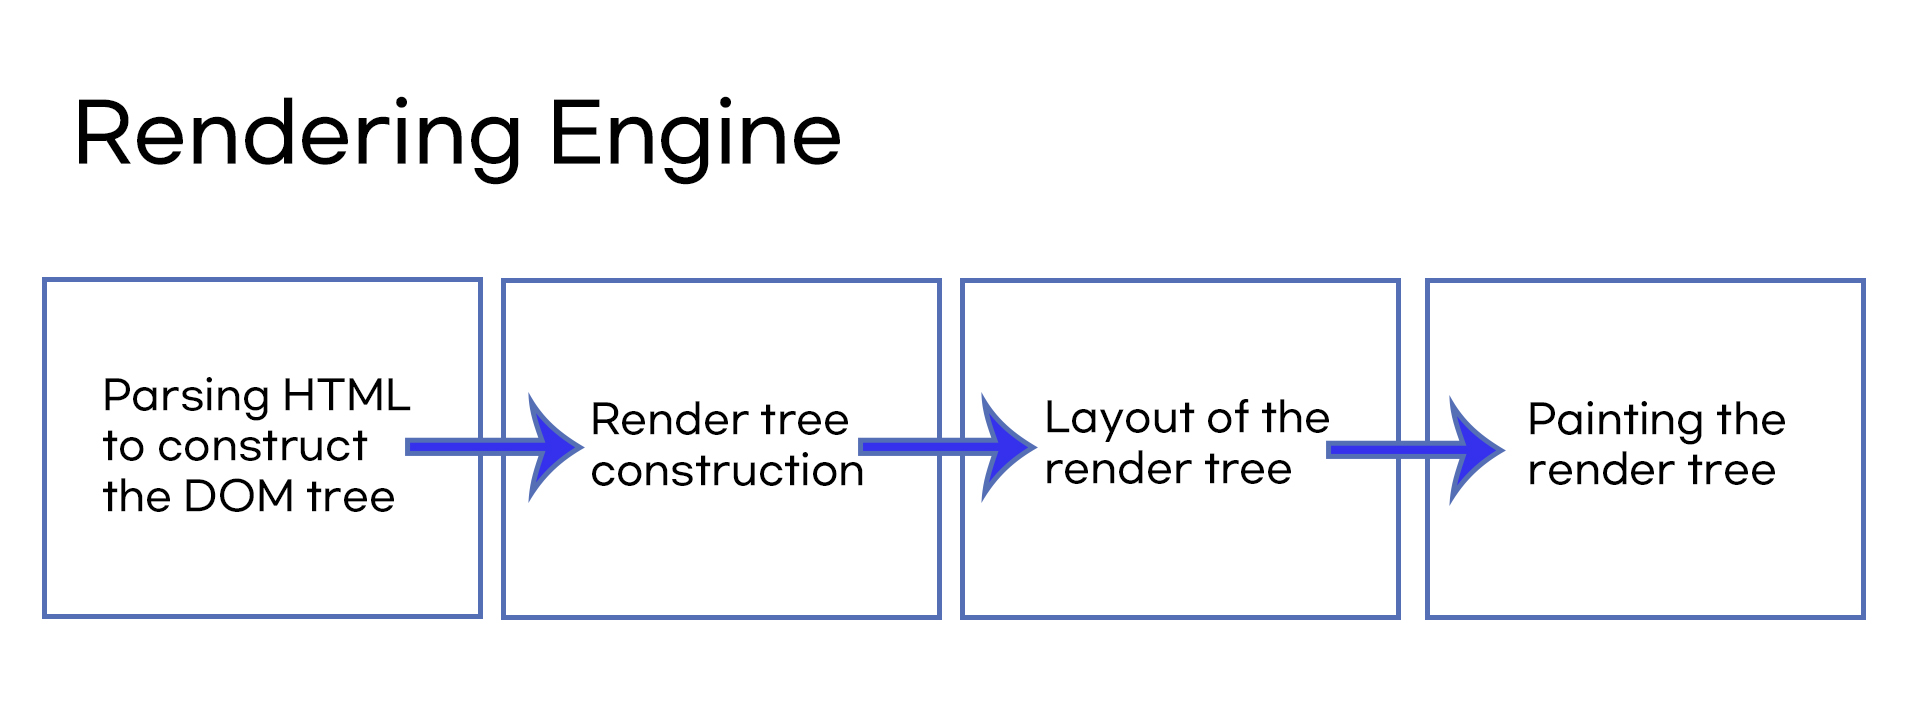 Rendering Engine
Parsing HTML
to construct
the DOM tree
Render tree
construction
Layout of the
render tree
Painting the
render tree